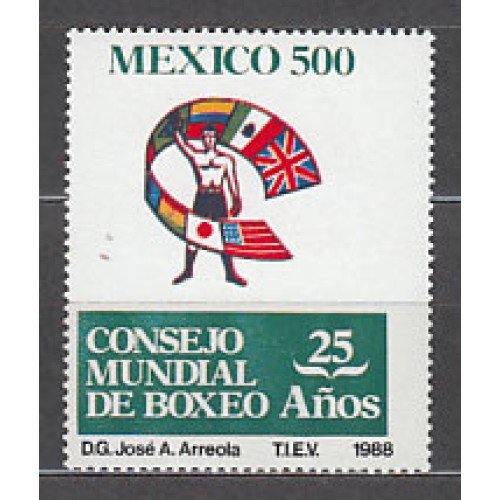 MEXICO 500
CONSEJO
MUNDIAL
DE BOXEO
25
Años
D.G. José A. Arreola T.I.E.V. 1988